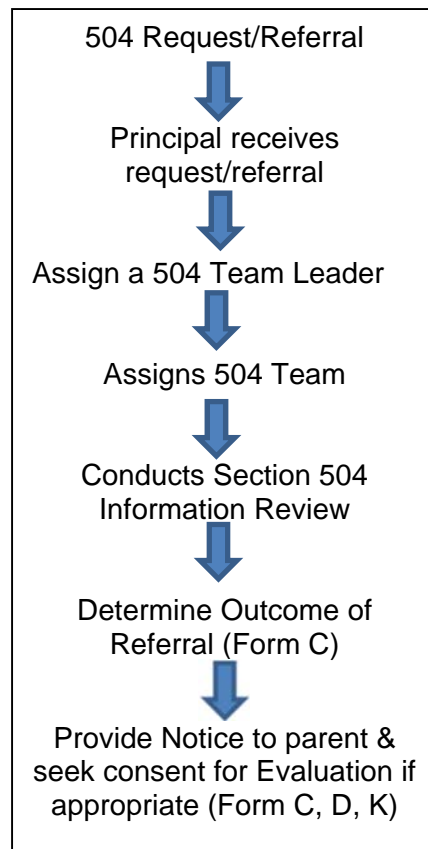 504 Request/Referral
Principal receives
request/referral
Assign a 504 Team Leader
Assigns 504 Team
Conducts Section 504
Information Review
Determine Outcome of
Referral (Form C)
Provide Notice to parent &
seek consent for Evaluation if
appropriate (Form C, D, K)